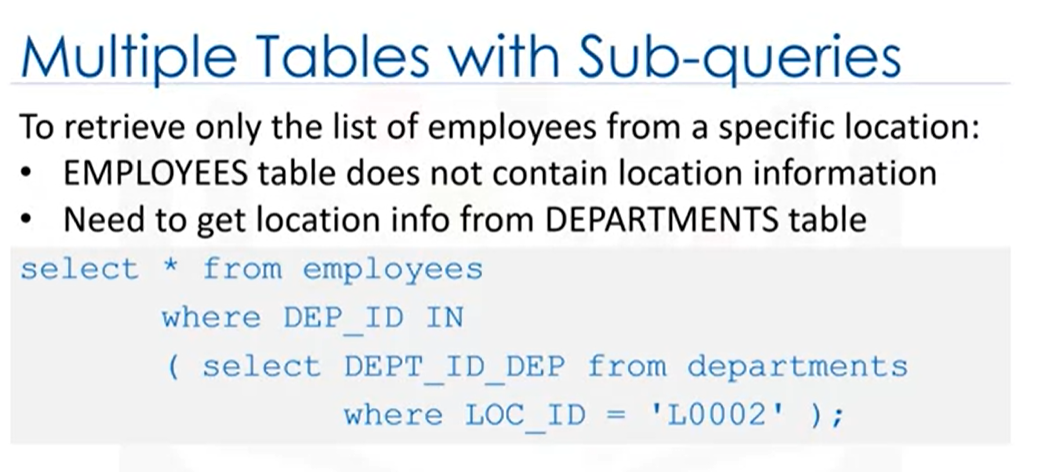 Multiple Tables with Sub-queries
To retrieve only the list of employees from a specific location:
• EMPLOYEES table does not contain location information
• Need to get location info from DEPARTMENTS table
select * from employees
where DEP_ID IN
( select DEPT_ID_DEP from departments
where LOC_ID = 'L0002' );